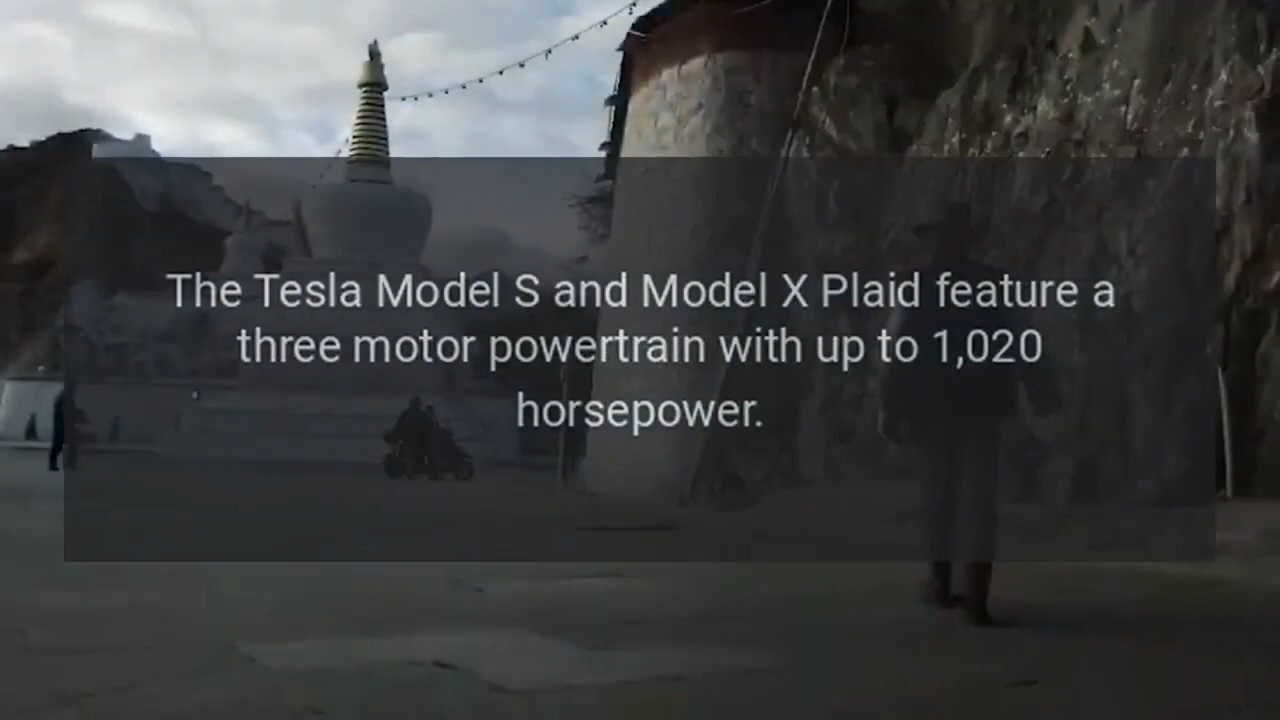 The Tesla Model S and Model X Plaid feature a
three motor powertrain with up to 1,020
horsepower.